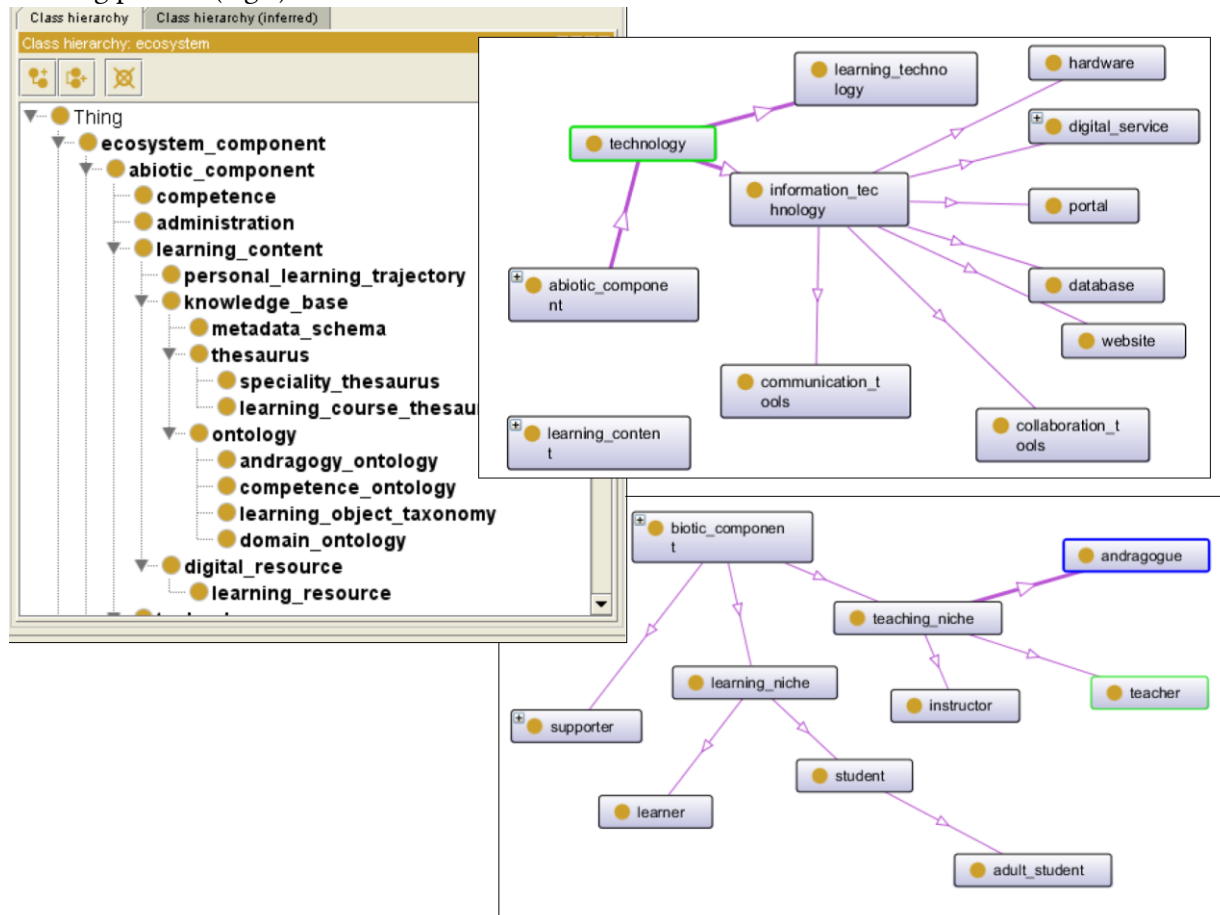 Class hierarchy
Class hierarchy (inferred)
Class hierarchy: ecosystem
Thing
ecosystem_component
abiotic_component
competence
administration
learning_content
personal_learning_trajectory
knowledge_base
metadata_schema
thesaurus
speciality_thesaurus
learning_course_thesau
ontology
andragogy_ontology
competence_ontology
learning_object_taxonomy
domain_ontology
digital_resource
learning_resource
learning_techno
logy
hardware
technology
digital_service
information_tec
hnology
portal
abiotic_compone
nt
database
website
communication_t
ools
collaboration_t
ools
learning_conten
t
biotic_componen
t
andragogue
teaching_niche
learning_niche
teacher
instructor
supporter
student
learner
adult_student